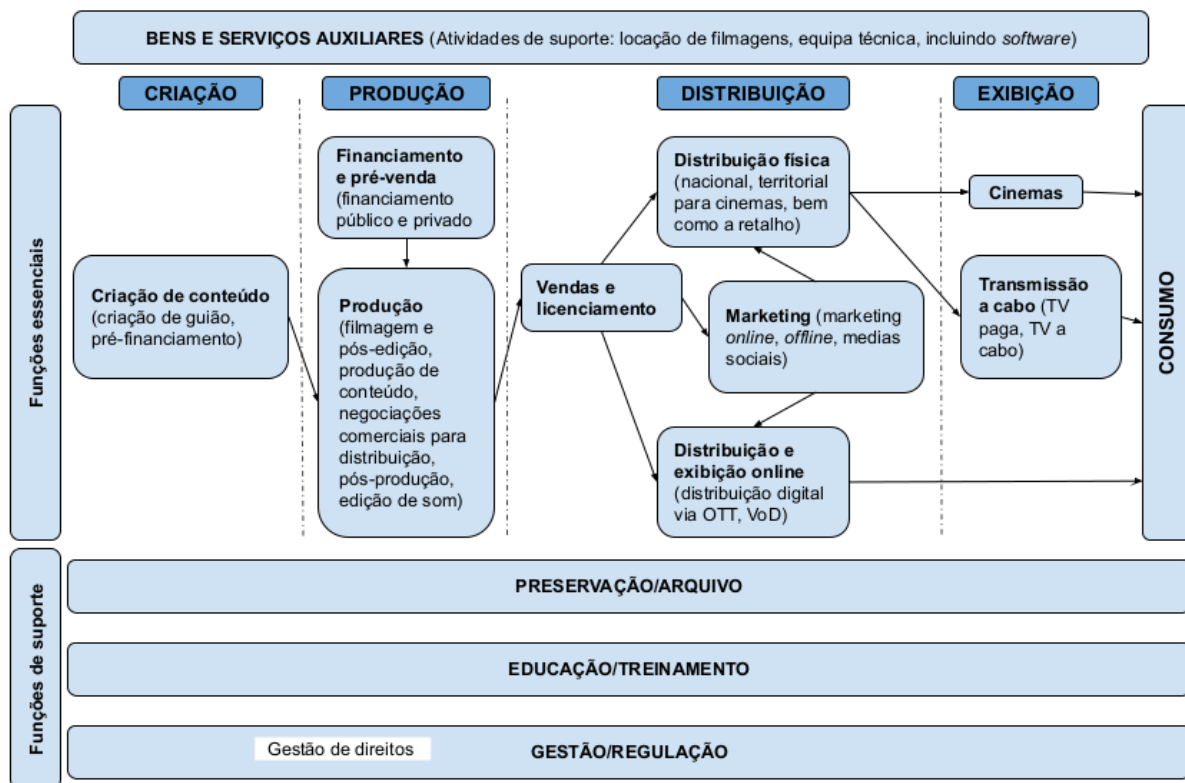 BENS E SERVIÇOS AUXILIARES (Atividades de suporte: locação de filmagens, equipa técnica, incluindo software)
CRIAÇÃO
PRODUÇÃO
DISTRIBUIÇÃO
EXIBIÇÃO
Funções essenciais
Criação de conteúdo
(criação de guião,
pré-financiamento)
Financiamento
e pré-venda
(financiamento
público e privado
Produção
(filmagem e
pós-edição,
produção de
conteúdo,
negociações
comerciais para
distribuição,
pós-produção,
edição de som)
Vendas e
licenciamento
Distribuição física
(nacional, territorial
para cinemas, bem
como a retalho)
Marketing (marketing
online, offline, medias
sociais)
Distribuição e
exibição online
(distribuição digital
via OTT, VoD)
Cinemas
Transmissão
a cabo (TV
paga, TV a
cabo)
CONSUMO
Funções de suporte
PRESERVAÇÃO/ARQUIVO
EDUCAÇÃO/TREINAMENTO
Gestão de direitos
GESTÃO/REGULAÇÃO